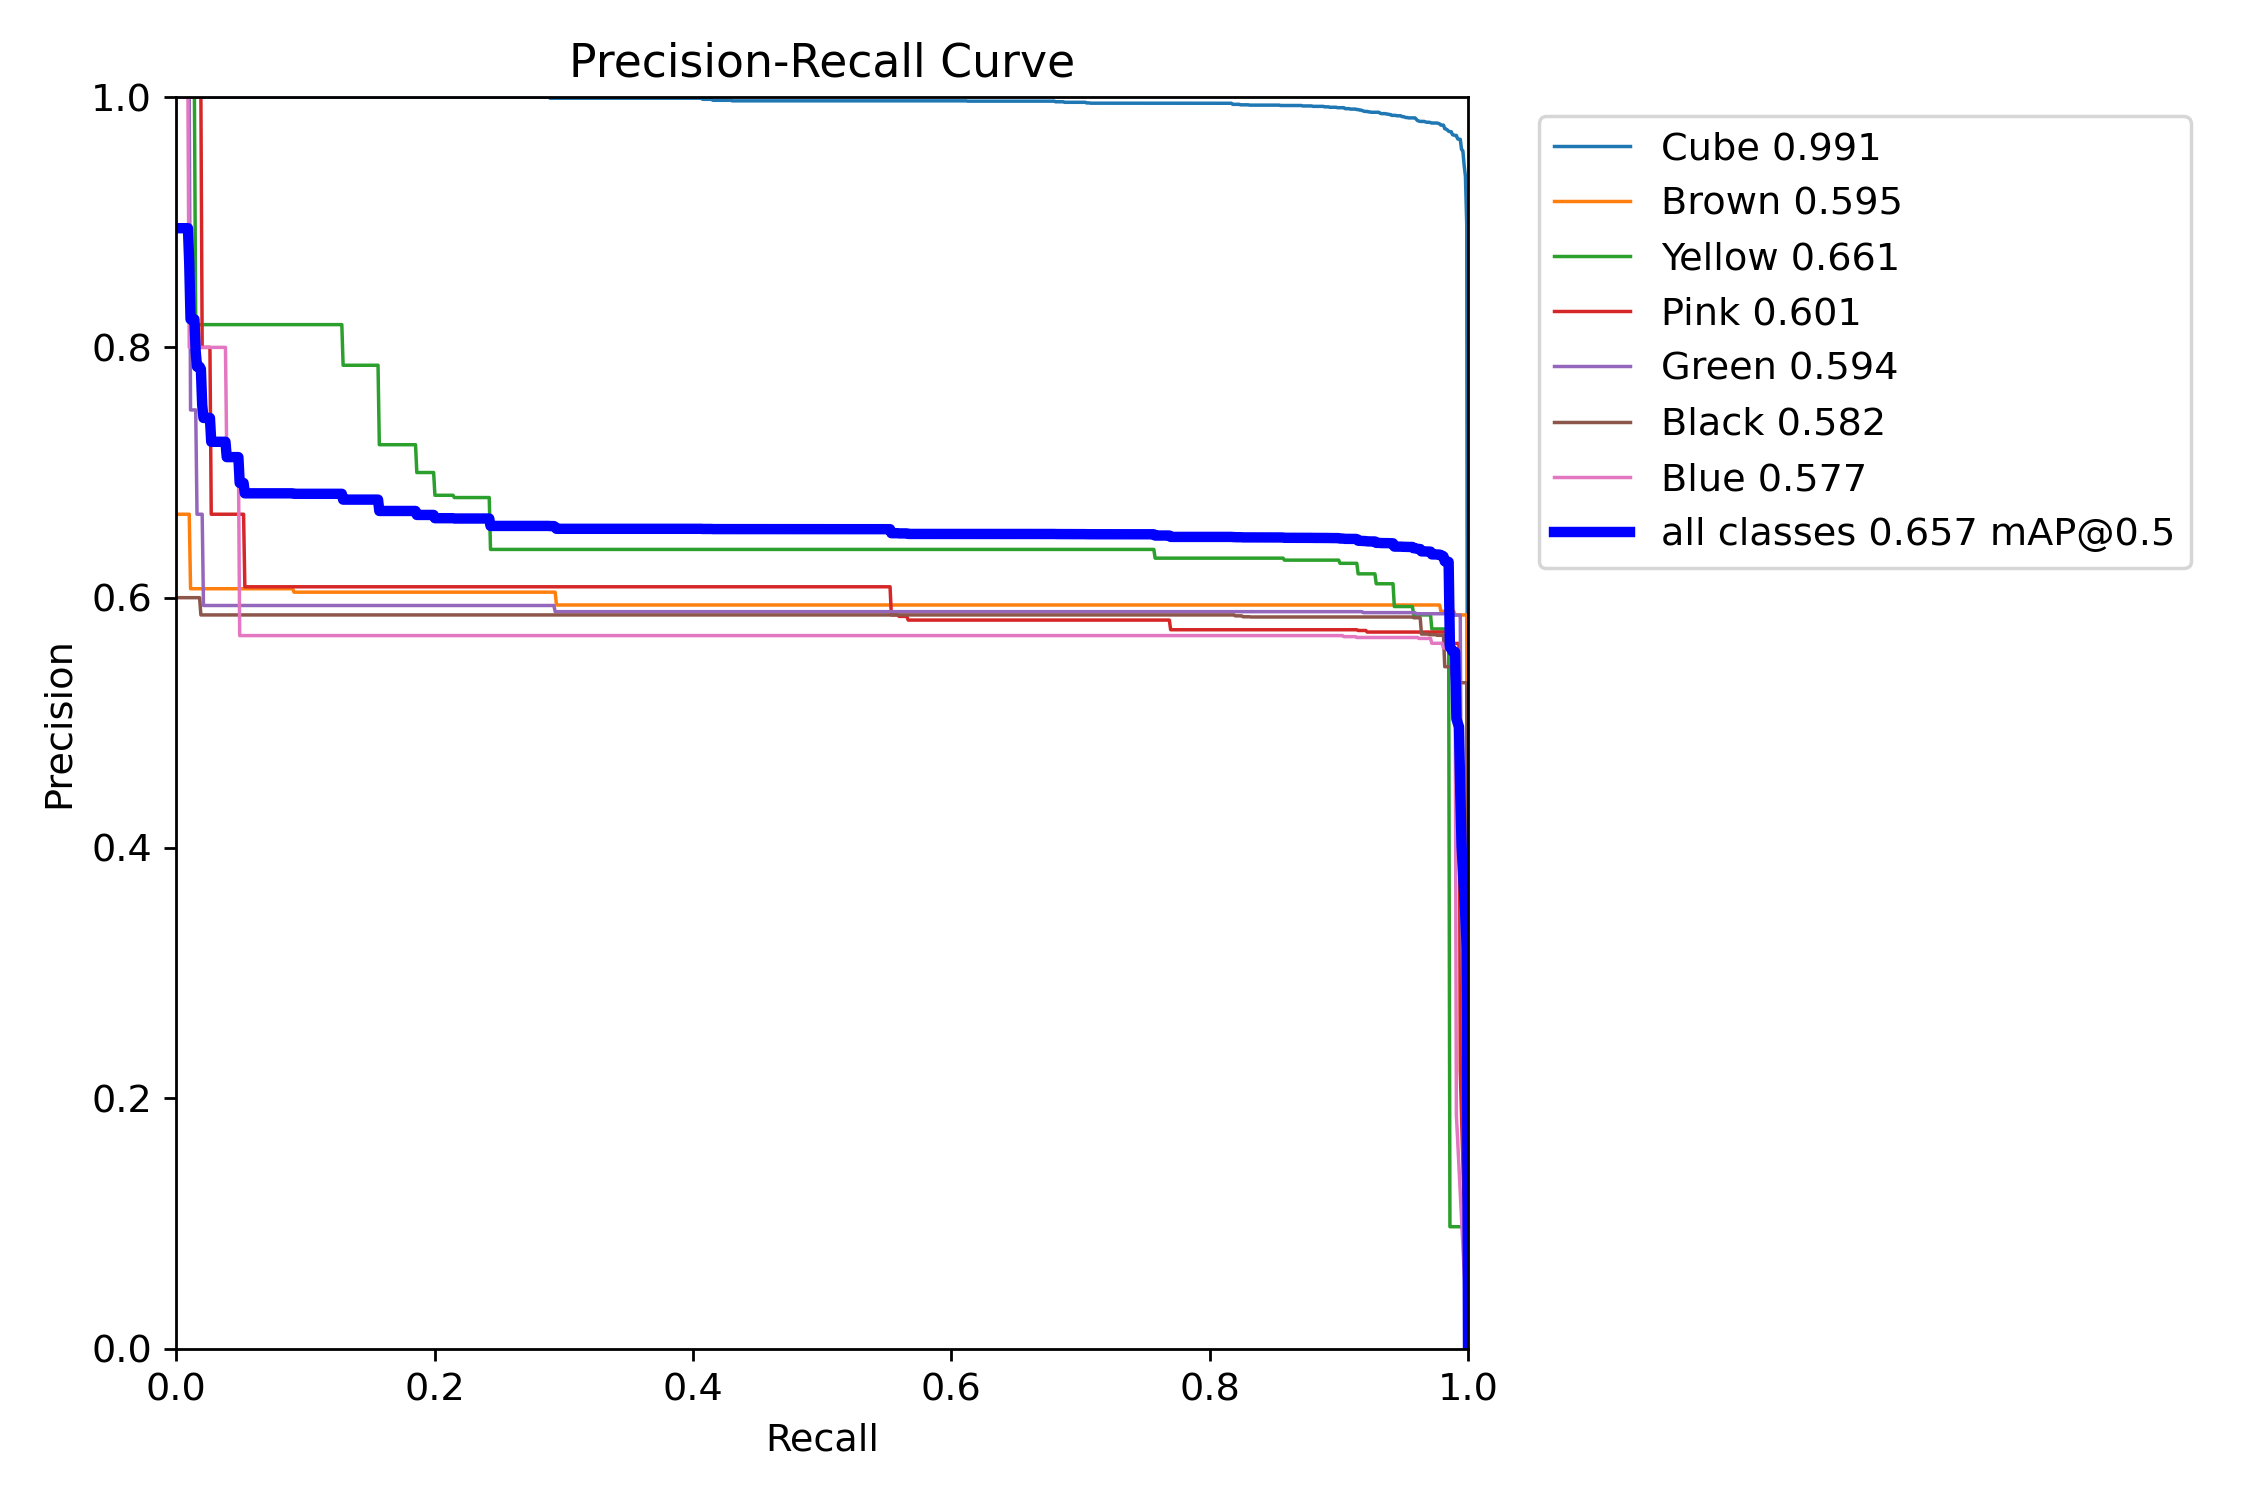 Precision-Recall Curve
1.0
0.8
0.6
0.4
0.2
0.0
Precision
0.0 0.2 0.4 0.6 0.8 1.0
Recall
Cube 0.991
Brown 0.595
Yellow 0.661
Pink 0.601
Green 0.594
Black 0.582
Blue 0.577
all classes 0.657 mAP@0.5